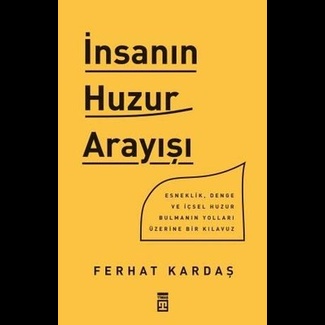 İnsanın
Huzur
Arayışı
ESNEKLİK, DENGE
VE İÇSEL HUZUR
BULMANIN YOLLARI
ÜZERİNE BİR KILAVUZ
FERHAT KARDAŞ